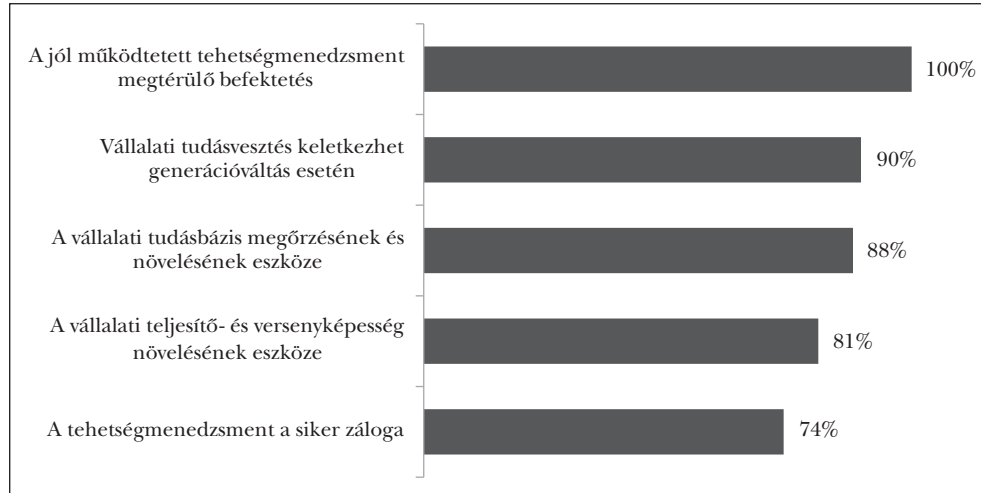 A jól működtetett tehetségmenedzsment
megtérülő befektetés
100%
Vállalati tudásvesztés keletkezhet
generációváltás esetén
90%
A vállalati tudásbázis megőrzésének és
növelésének eszköze
88%
A vállalati teljesítő- és versenyképesség
növelésének eszköze
81%
A tehetségmenedzsment a siker záloga
74%